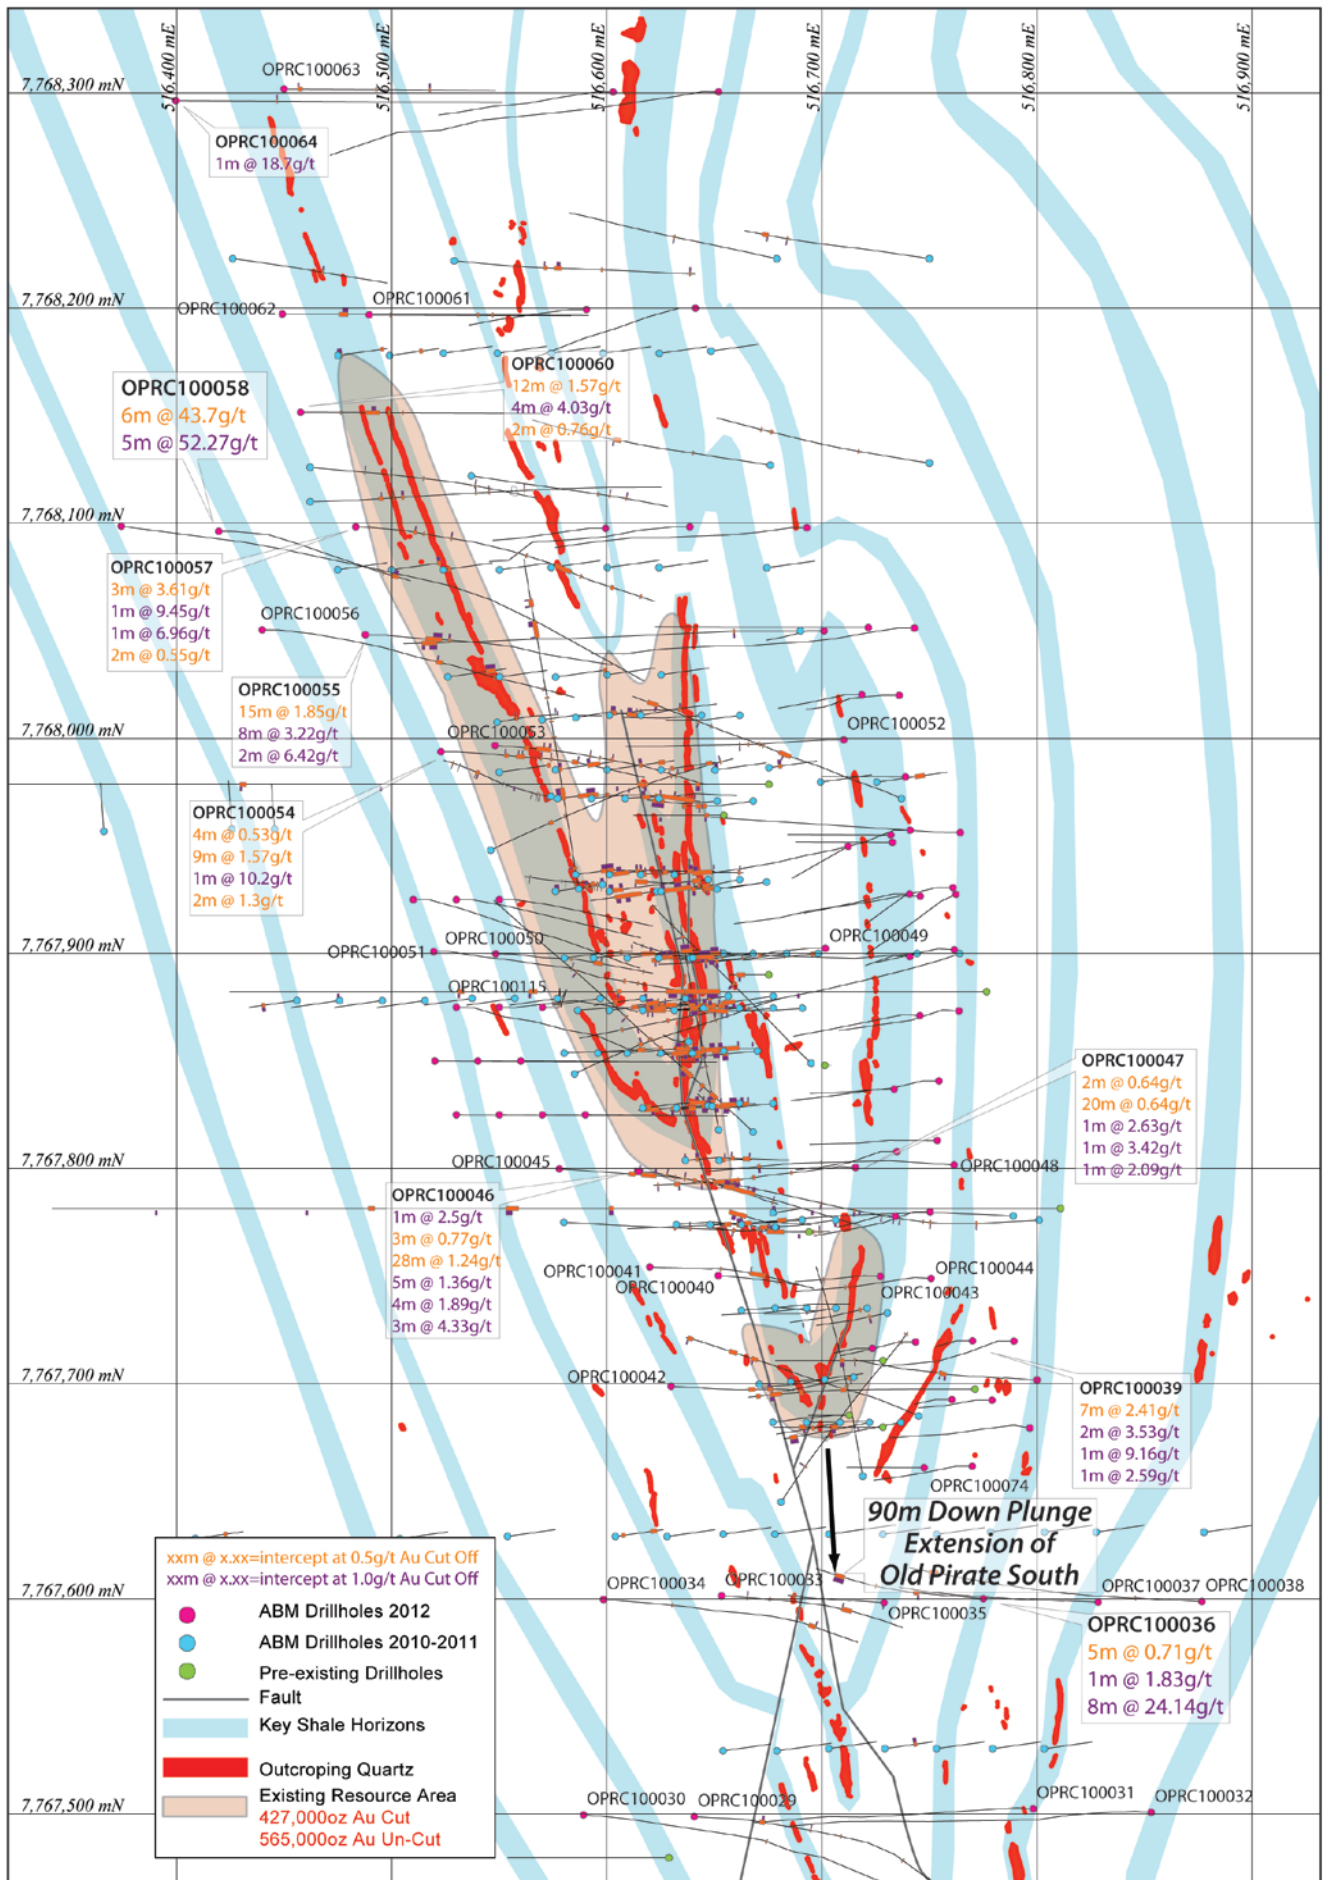 516,400 mE
516,500 mE
516,600 mE
516,700 mE
516,800 mE
516,900 mE
OPRC100063
7,768,300 mN
OPRC100064
1m @ 18.7g/t
7,768,200 mN
OPRC100062
OPRC100061
OPRC100060
12m @ 1.57g/t
4m @ 4.03g/t
2m @ 0.76g/t
OPRC100058
6m @ 43.7g/t
5m @ 52.27g/t
7,768,100 mN
OPRC100057
3m @ 3.61g/t
1m @ 9.45g/t
1m @ 6.96g/t
2m @ 0.55g/t
OPRC100056
OPRC100055
15m @ 1.85g/t
8m @ 3.22g/t
2m @ 6.42g/t
7,768,000 mN
OPRC100053
OPRC100052
OPRC100054
4m @ 0.53g/t
9m @ 1.57g/t
1m @ 10.2g/t
2m @ 1.3g/t
7,767,900 mN
OPRC100051
OPRC100050
OPRC100049
OPRC100115
OPRC100047
2m @ 0.64g/t
20m @ 0.64g/t
1m @ 2.63g/t
1m @ 3.42g/t
1m @ 2.09g/t
7,767,800 mN
OPRC100045
OPRC100048
OPRC100046
1m @ 2.5g/t
3m @ 0.77g/t
28m @ 1.24g/t
5m @ 1.36g/t
4m @ 1.89g/t
3m @ 4.33g/t
OPRC100041
OPRC100040
OPRC100044
OPRC100043
7,767,700 mN
OPRC100042
OPRC100039
7m @ 2.41g/t
2m @ 3.53g/t
1m @ 9.16g/t
1m @ 2.59g/t
OPRC100074
90m Down Plunge
Extension of
Old Pirate South
7,767,600 mN
OPRC100034
OPRC100033
OPRC100035
OPRC100037
OPRC100038
OPRC100036
5m @ 0.71g/t
1m @ 1.83g/t
8m @ 24.14g/t
xxm @ x.xx=intercept at 0.5g/t Au Cut Off
xxm @ x.xx=intercept at 1.0g/t Au Cut Off
ABM Drillholes 2012
ABM Drillholes 2010-2011
Pre-existing Drillholes
Fault
Key Shale Horizons
Outcroping Quartz
Existing Resource Area
427,000oz Au Cut
565,000oz Au Un-Cut
7,767,500 mN
OPRC100030
OPRC100029
OPRC100031
OPRC100032